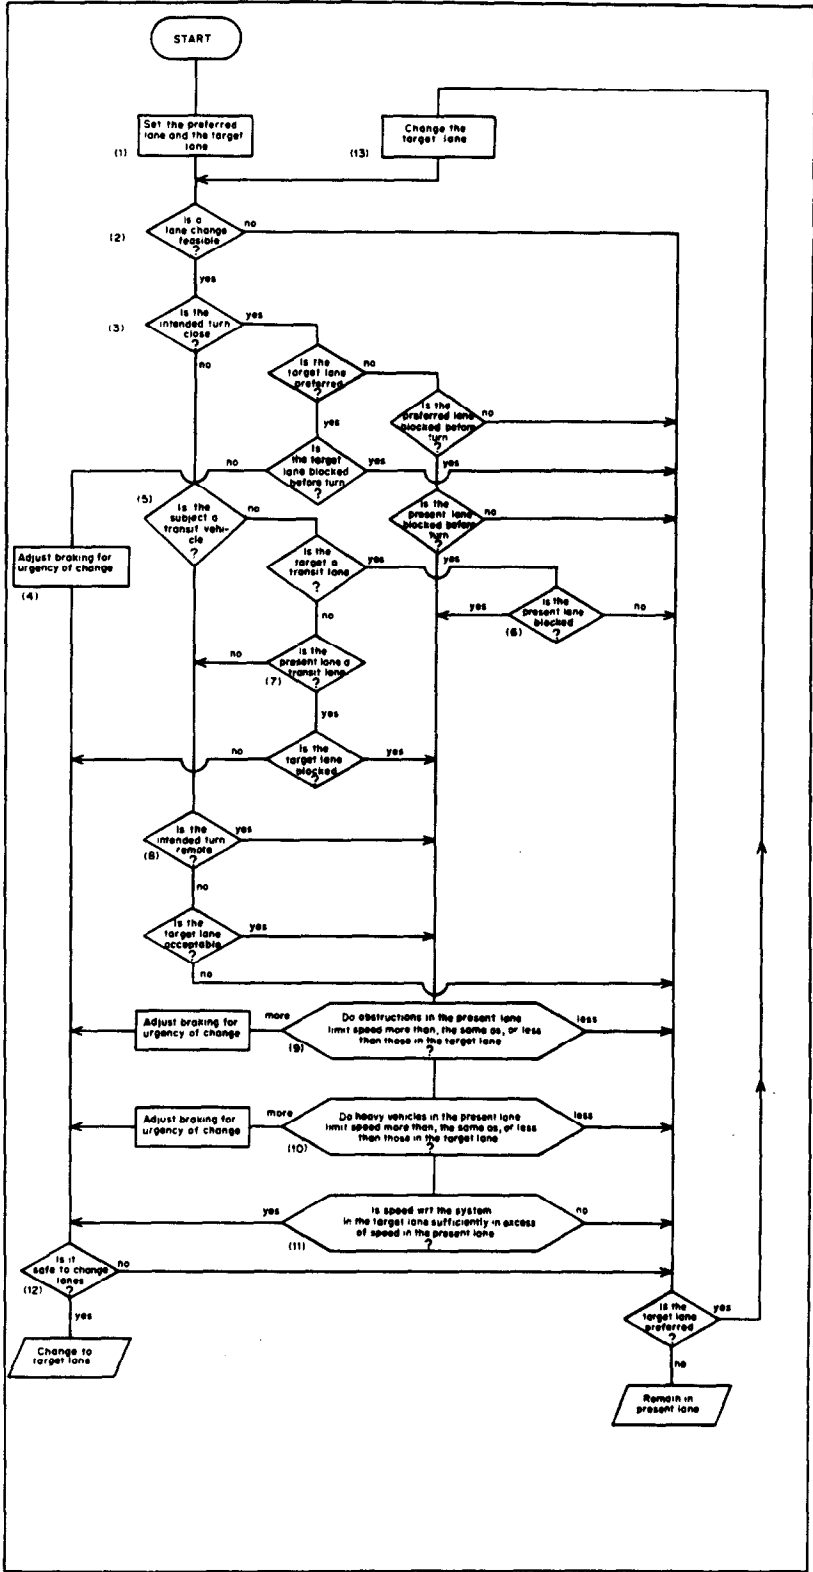 START
Set the preferred
lane and the target
lane
(1)
Change the
target lane
(13)
Is a
lane change
feasible
?
(2)
no
yes
Is the
intended turn
close
?
(3)
yes
no
Is the
target lane
preferred
?
no
yes
Is the
preferred lane
blocked before
turn
?
no
yes
Is
the target
lane blocked
before turn
?
no
yes
(5)
Is the
subject a
transit vehi-
cle
?
no
Is the
present lane
blocked before
turn
?
no
yes
Adjust braking for
urgency of change
(4)
Is the
target a
transit lane
?
yes
no
Is the
present lane
blocked
?
(6)
yes
no
Is the
present lane a
transit lane
?
(7)
no
yes
Is the
target lane
blocked
?
no
yes
Is the
intended turn
remote
?
(8)
yes
no
Is the
target lane
acceptable
?
yes
no
Adjust braking for
urgency of change
more
Do obstructions in the present lane
limit speed more than, the same as, or less
than those in the target lane
?
(9)
less
Adjust braking for
urgency of change
more
Do heavy vehicles in the present lane
limit speed more than, the same as, or less
than those in the target lane
?
(10)
less
yes
Is speed wrt the system
in the target lane sufficiently in excess
of speed in the present lane
?
(11)
no
Is it
safe to change
lanes
?
(12)
no
yes
Change to
target lane
Is the
target lane
preferred
?
yes
no
Remain in
present lane